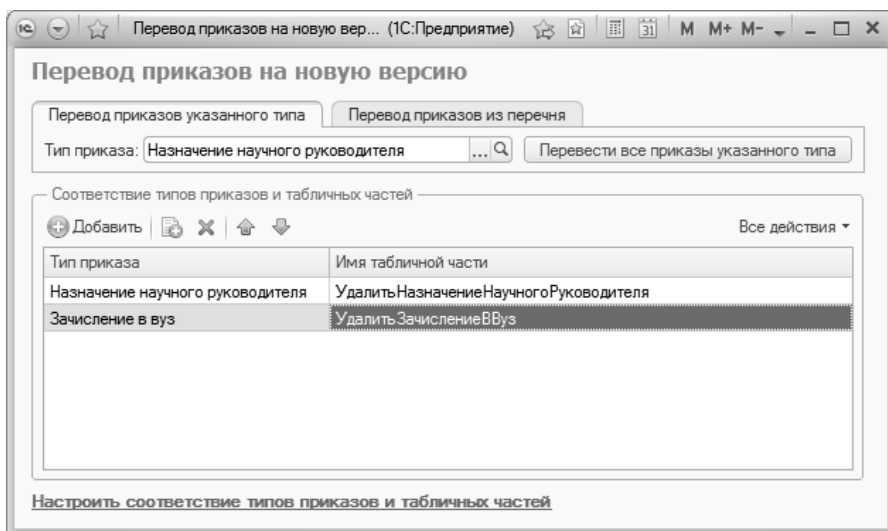 Перевод приказов на новую вер... (1С:Предприятие)
31 M M+ M-
Перевод приказов на новую версию
Перевод приказов указанного типа Перевод приказов из перечня
Тип приказа: Назначение научного руководителя ... Перевести все приказы указанного типа
Соответствие типов приказов и табличных частей
Добавить Все действия
Тип приказа Имя табличной части
Назначение научного руководителя УдалитьНазначениеНаучногоРуководителя
Зачисление в вуз УдалитьЗачислениеВВуз
Настроить соответствие типов приказов и табличных частей